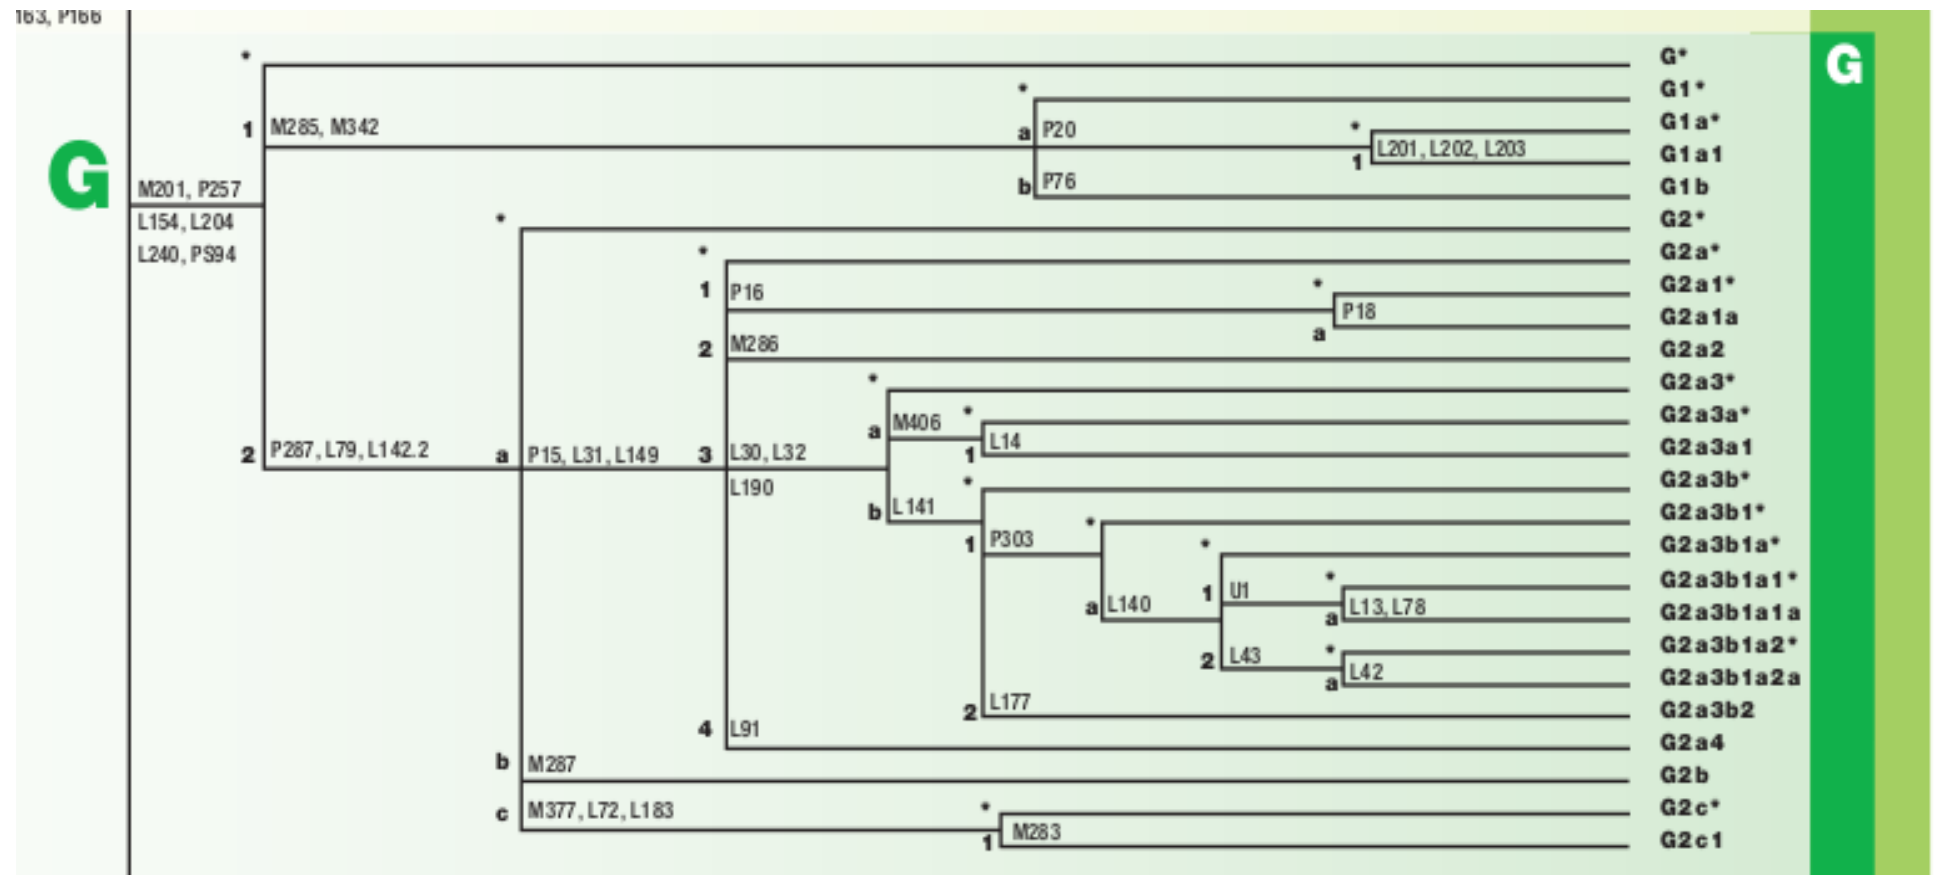 P166
*
G*
G
*
G1*
1
M285, M342
a
P20
*
G1a*
1
L201, L202, L203
G1a1
G
M201, P257
b
P76
G1b
L154, L204
*
G2*
L240, PS94
*
G2a*
1
P16
*
G2a1*
P18
a
G2a1a
2
M286
G2a2
*
G2a3*
a
M406
*
G2a3a*
L14
1
G2a3a1
2
P287, L79, L142.2
a
P15, L31, L149
3
L30, L32
L190
*
G2a3b*
b
L141
*
G2a3b1*
1
P303
*
G2a3b1a*
1
U1
*
G2a3b1a1*
a
L140
L13, L78
a
G2a3b1a1a
2
L43
*
G2a3b1a2*
L42
a
G2a3b1a2a
2
L177
G2a3b2
4
L91
G2a4
b
M287
G2b
c
M377, L72, L183
*
G2c*
M283
1
G2c1